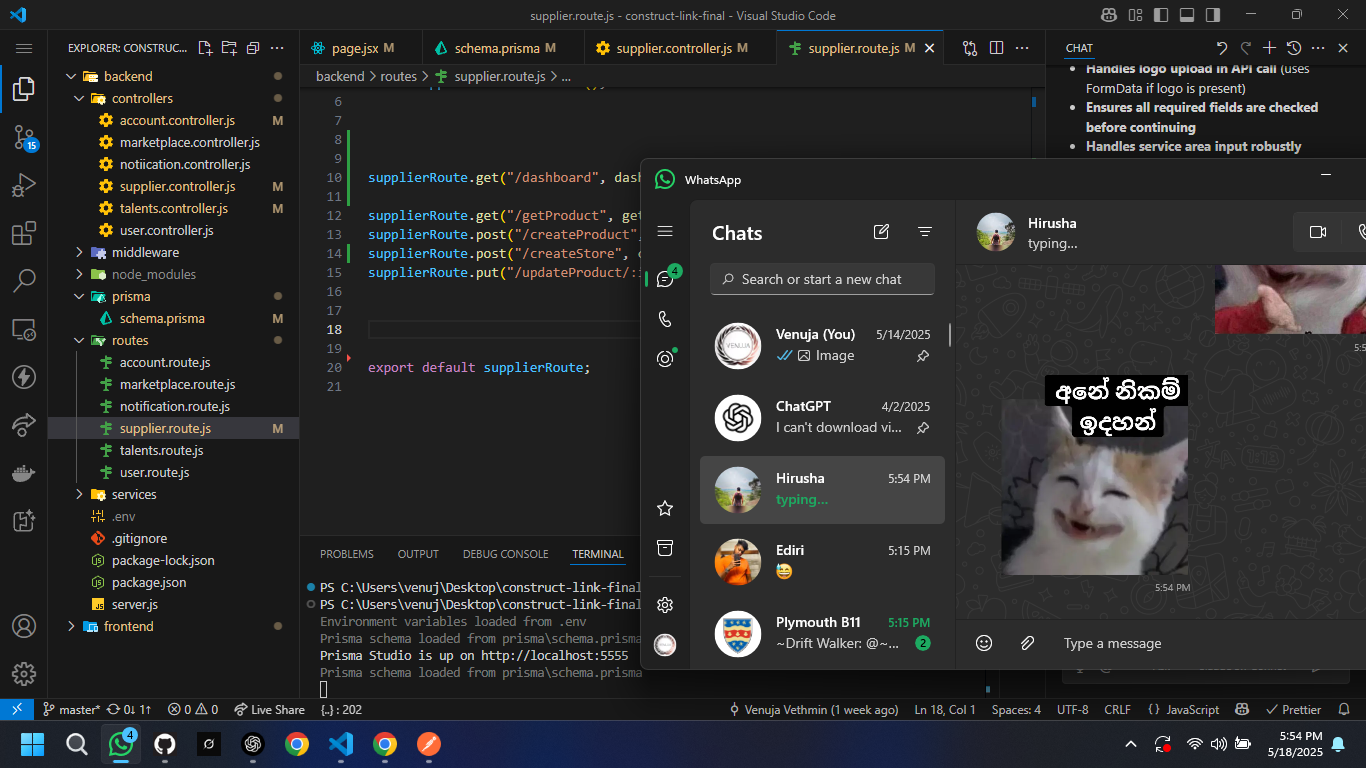 supplier.route.js - construct-link-final - Visual Studio Code
EXPLORER: CONSTRUC...
page.jsx M
schema.prisma M
supplier.controller.js M
supplier.route.js M
CHAT
backend > routes > supplier.route.js > ...
backend
controllers
account.controller.js M
marketplace.controller.js
notiication.controller.js
supplier.controller.js M
talents.controller.js M
user.controller.js
middleware
node_modules
prisma
schema.prisma M
routes
account.route.js
marketplace.route.js
notification.route.js
supplier.route.js M
talents.route.js
user.route.js
services
.env
.gitignore
package-lock.json
package.json
server.js
frontend
15
6
7
8
9
10 supplierRoute.get("/dashboard", dash
11
12 supplierRoute.get("/getProduct", get
13 supplierRoute.post("/createProduct",
14 supplierRoute.post("/createStore", c
15 supplierRoute.put("/updateProduct/:i
16
17
18
19
20 export default supplierRoute;
21
PROBLEMS OUTPUT DEBUG CONSOLE TERMINAL
PS C:\Users\venuj\Desktop\construct-link-final
PS C:\Users\venuj\Desktop\construct-link-final
Environment variables loaded from .env
Prisma schema loaded from prisma\schema.prisma
Prisma Studio is up on http://localhost:5555
Prisma schema loaded from prisma\schema.prisma
Handles logo upload in API call (uses
FormData if logo is present)
Ensures all required fields are checked
before continuing
Handles service area input robustly
WhatsApp
4
Chats
Search or start a new chat
Venuja (You) 5/14/2025
Image
ChatGPT 4/2/2025
I can't download vi...
Hirusha 5:54 PM
typing...
Ediri 5:15 PM
😅
Plymouth B11 5:15 PM
~Drift Walker: @~... 2
Hirusha
typing...
අනේ නිකම්
ඉදහන්
5:54 PM
Type a message
master* 0↓ 1↑ 0 0 Live Share {..} : 202
Venuja Vethmin (1 week ago) Ln 18, Col 1 Spaces: 4 UTF-8 CRLF {} JavaScript Prettier
4
5:54 PM
5/18/2025